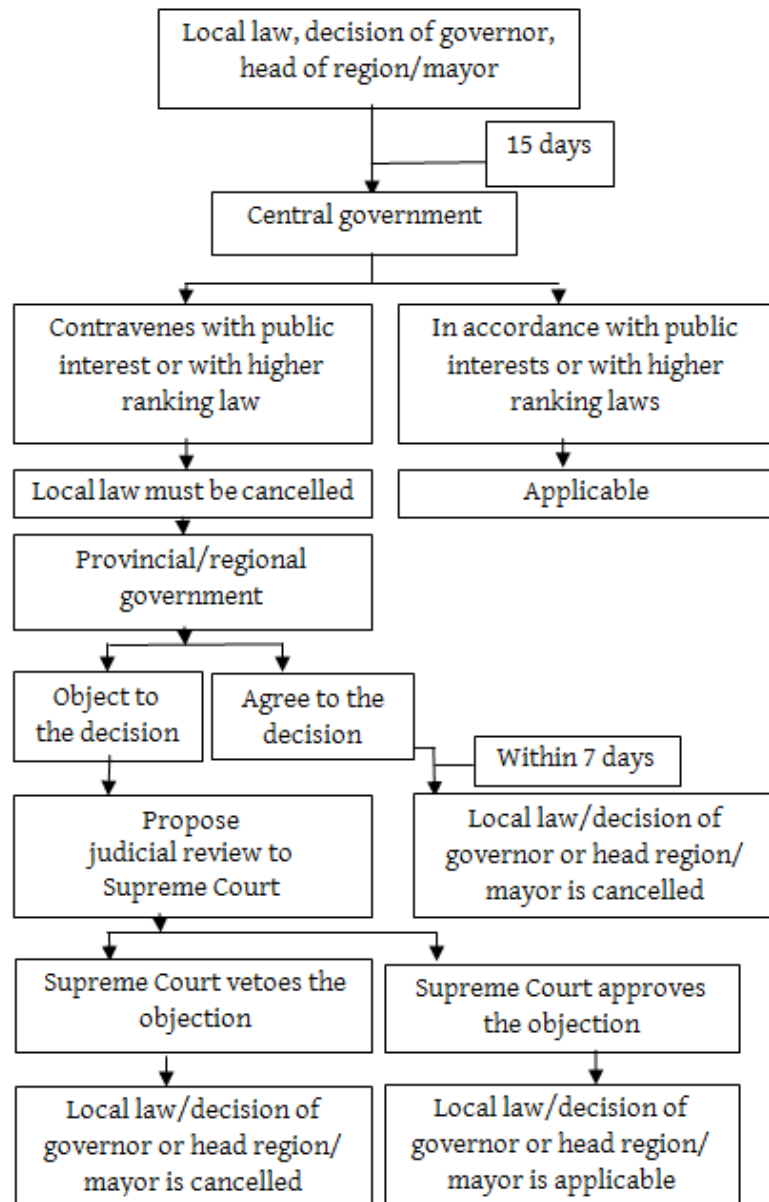 Local law, decision of governor,
head of region/mayor
15 days
Central government
Contravenes with public
interest or with higher
ranking law
In accordance with public
interests or with higher
ranking laws
Local law must be cancelled
Applicable
Provincial/regional
government
Object to
the decision
Agree to the
decision
Within 7 days
Propose
judicial review to
Supreme Court
Local law/decision of
governor or head region/
mayor is cancelled
Supreme Court vetoes the
objection
Supreme Court approves
the objection
Local law/decision of
governor or head region/
mayor is cancelled
Local law/decision of
governor or head region/
mayor is applicable